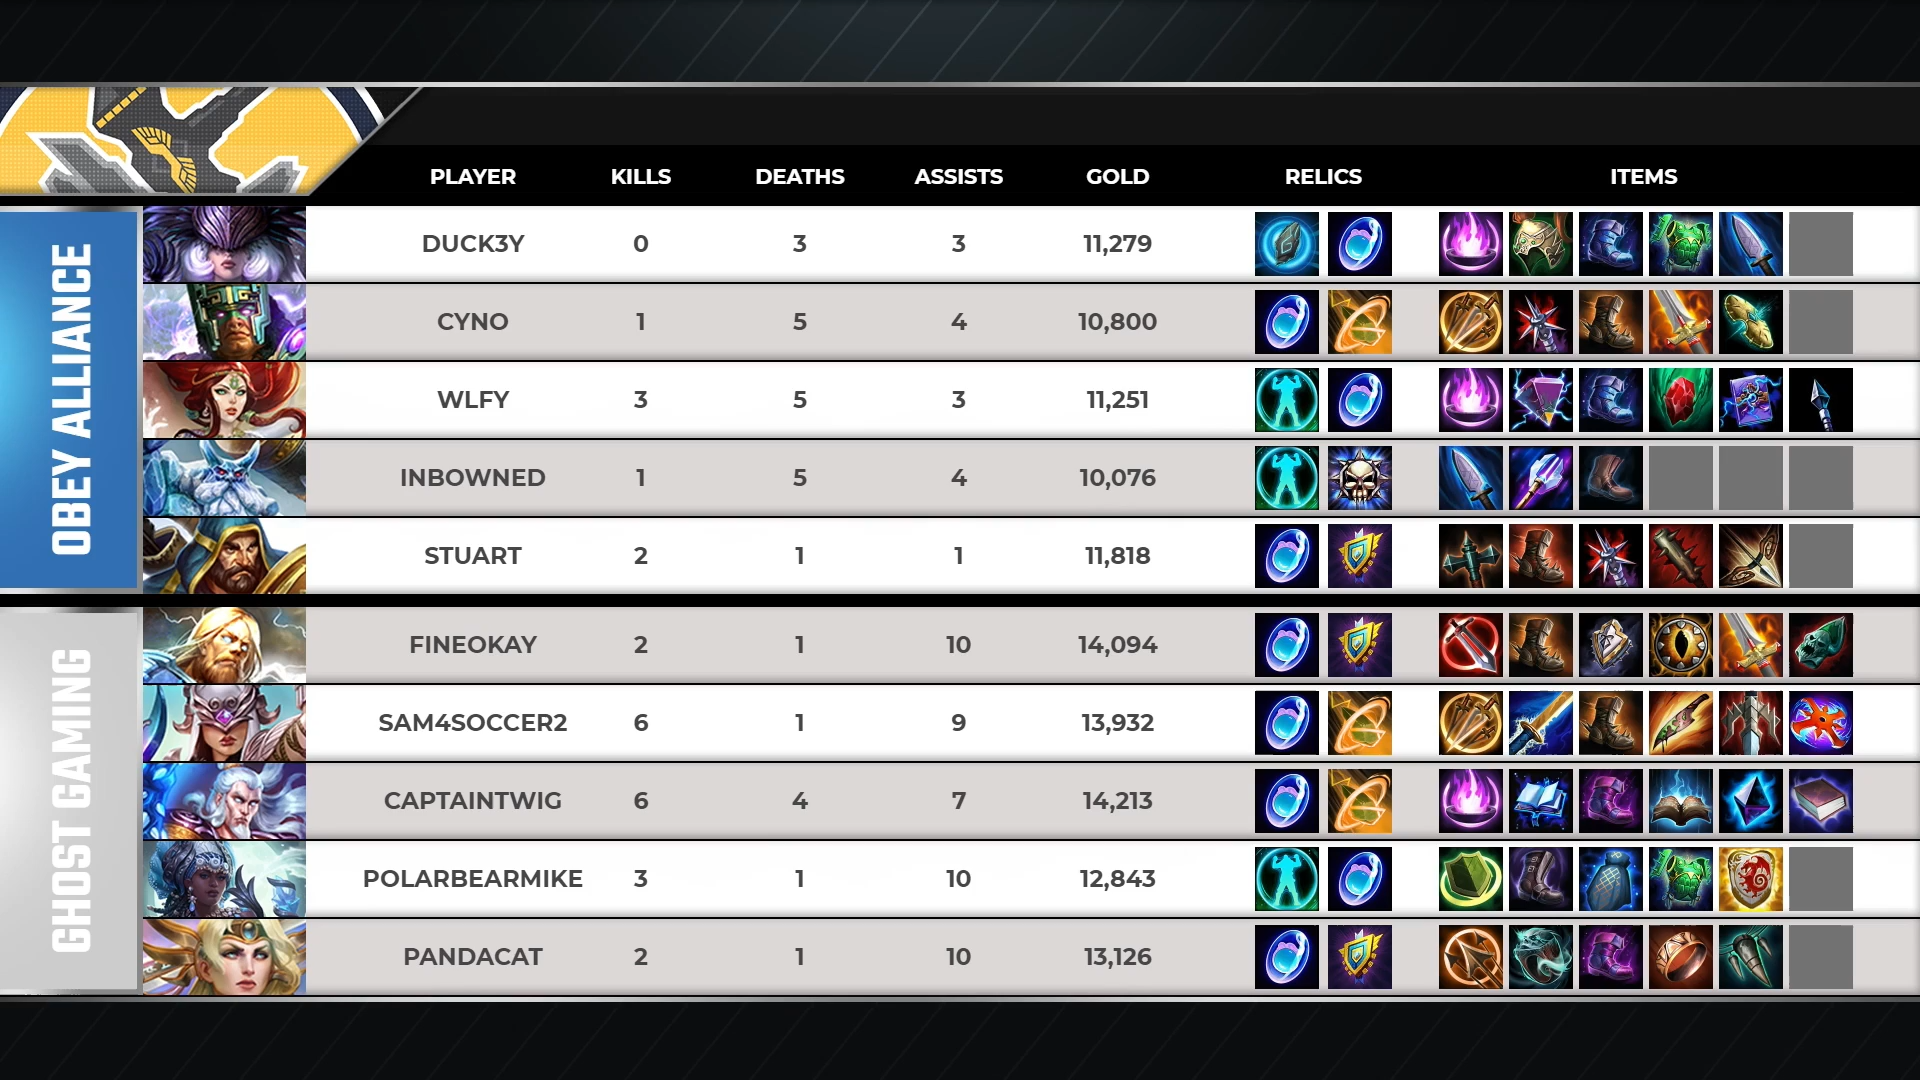 PLAYER KILLS DEATHS ASSISTS GOLD RELICS ITEMS
OBEY ALLIANCE
DUCK3Y 0 3 3 11,279
CYNO 1 5 4 10,800
WLFY 3 5 3 11,251
INBOWNED 1 5 4 10,076
STUART 2 1 1 11,818
GHOST GAMING
FINEOKAY 2 1 10 14,094
SAM4SOCCER2 6 1 9 13,932
CAPTAINTWIG 6 4 7 14,213
POLARBEARMIKE 3 1 10 12,843
PANDACAT 2 1 10 13,126